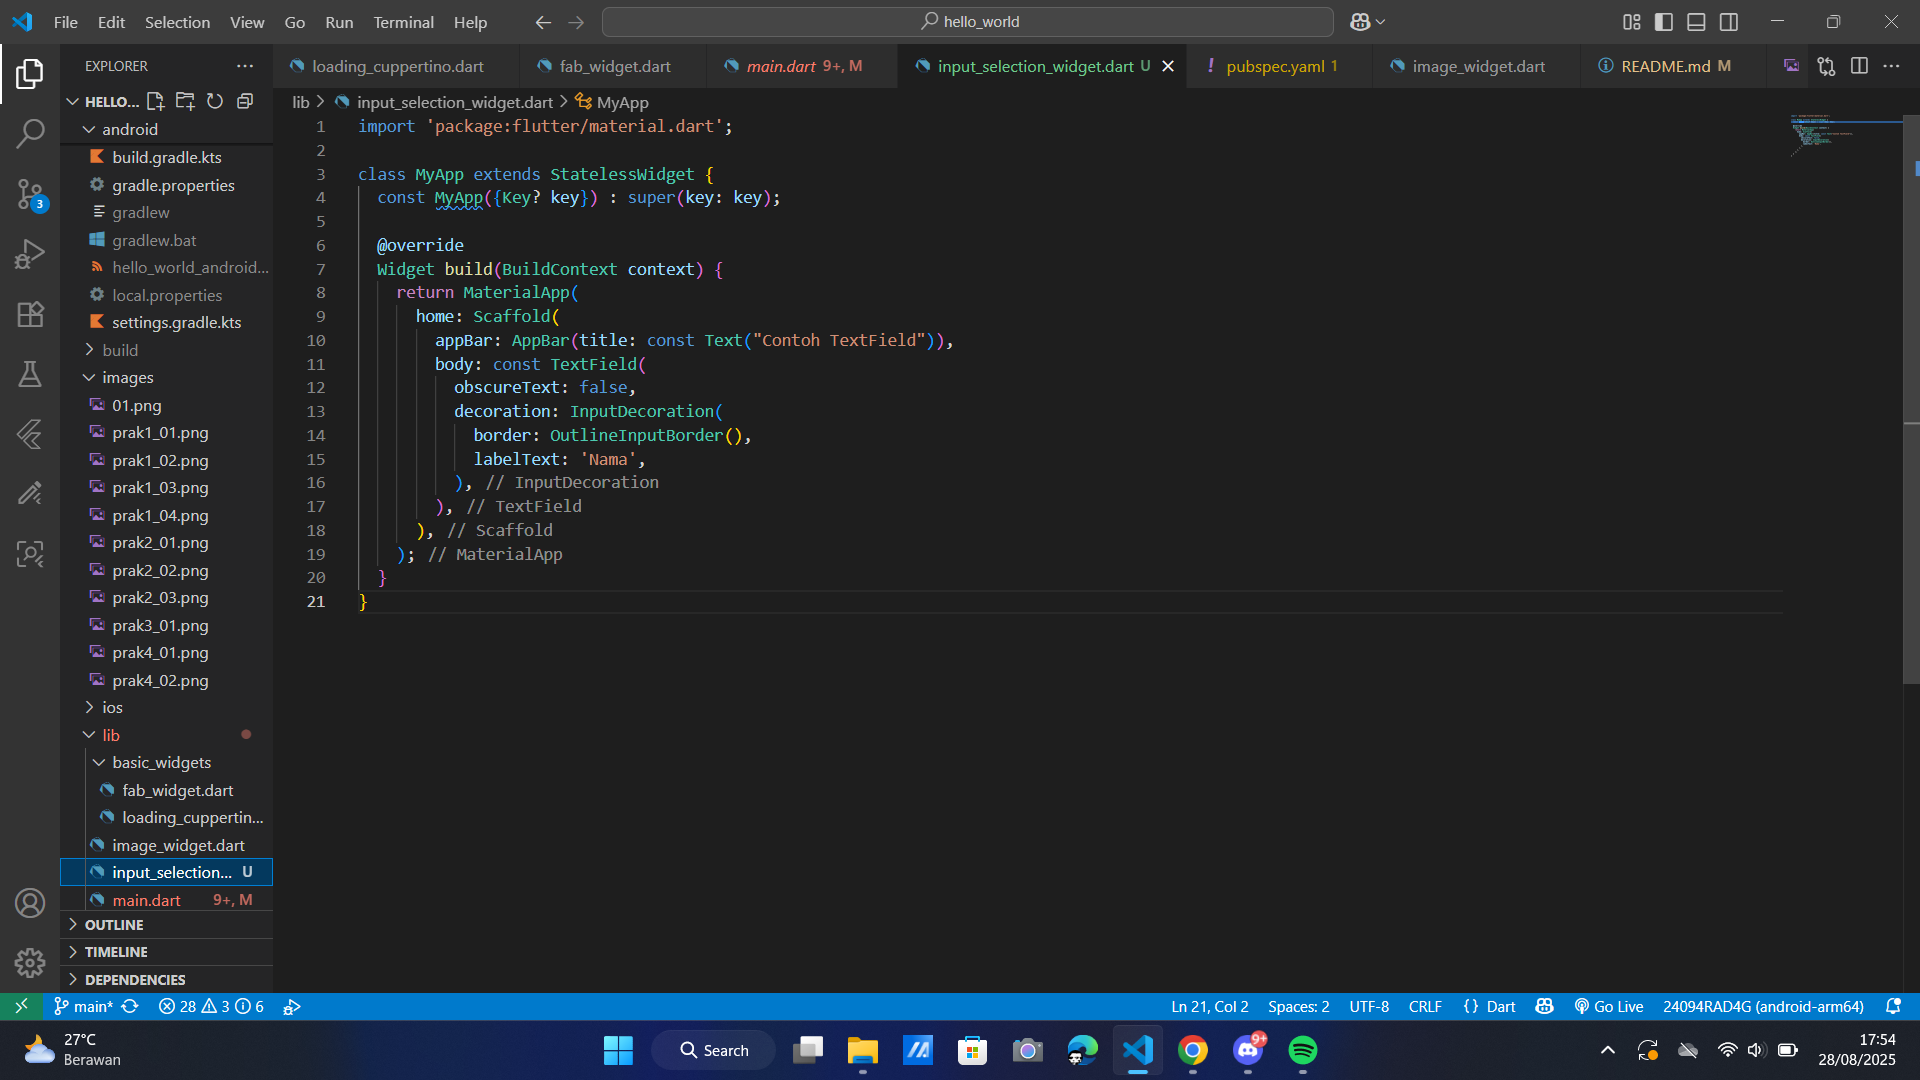 File Edit Selection View Go Run Terminal Help
hello_world
EXPLORER
HELLO...
android
build.gradle.kts
gradle.properties
gradlew
gradlew.bat
hello_world_android...
local.properties
settings.gradle.kts
build
images
01.png
prak1_01.png
prak1_02.png
prak1_03.png
prak1_04.png
prak2_01.png
prak2_02.png
prak2_03.png
prak3_01.png
prak4_01.png
prak4_02.png
ios
lib
basic_widgets
fab_widget.dart
loading_cuppertin...
image_widget.dart
input_selection... U
main.dart 9+, M
OUTLINE
TIMELINE
DEPENDENCIES
loading_cuppertino.dart fab_widget.dart main.dart 9+, M input_selection_widget.dart U pubspec.yaml 1 image_widget.dart README.md M
lib > input_selection_widget.dart > MyApp
1 import 'package:flutter/material.dart';
2
3 class MyApp extends StatelessWidget {
4 const MyApp({Key? key}) : super(key: key);
5
6 @override
7 Widget build(BuildContext context) {
8 return MaterialApp(
9 home: Scaffold(
10 appBar: AppBar(title: const Text("Contoh TextField")),
11 body: const TextField(
12 obscureText: false,
13 decoration: InputDecoration(
14 border: OutlineInputBorder(),
15 labelText: 'Nama',
16 ), // InputDecoration
17 ), // TextField
18 ), // Scaffold
19 ); // MaterialApp
20 }
21 }
3
main* 28 3 6
Ln 21, Col 2 Spaces: 2 UTF-8 CRLF {} Dart Go Live 24094RAD4G (android-arm64)
27°C
Berawan
Search
9+
17:54
28/08/2025